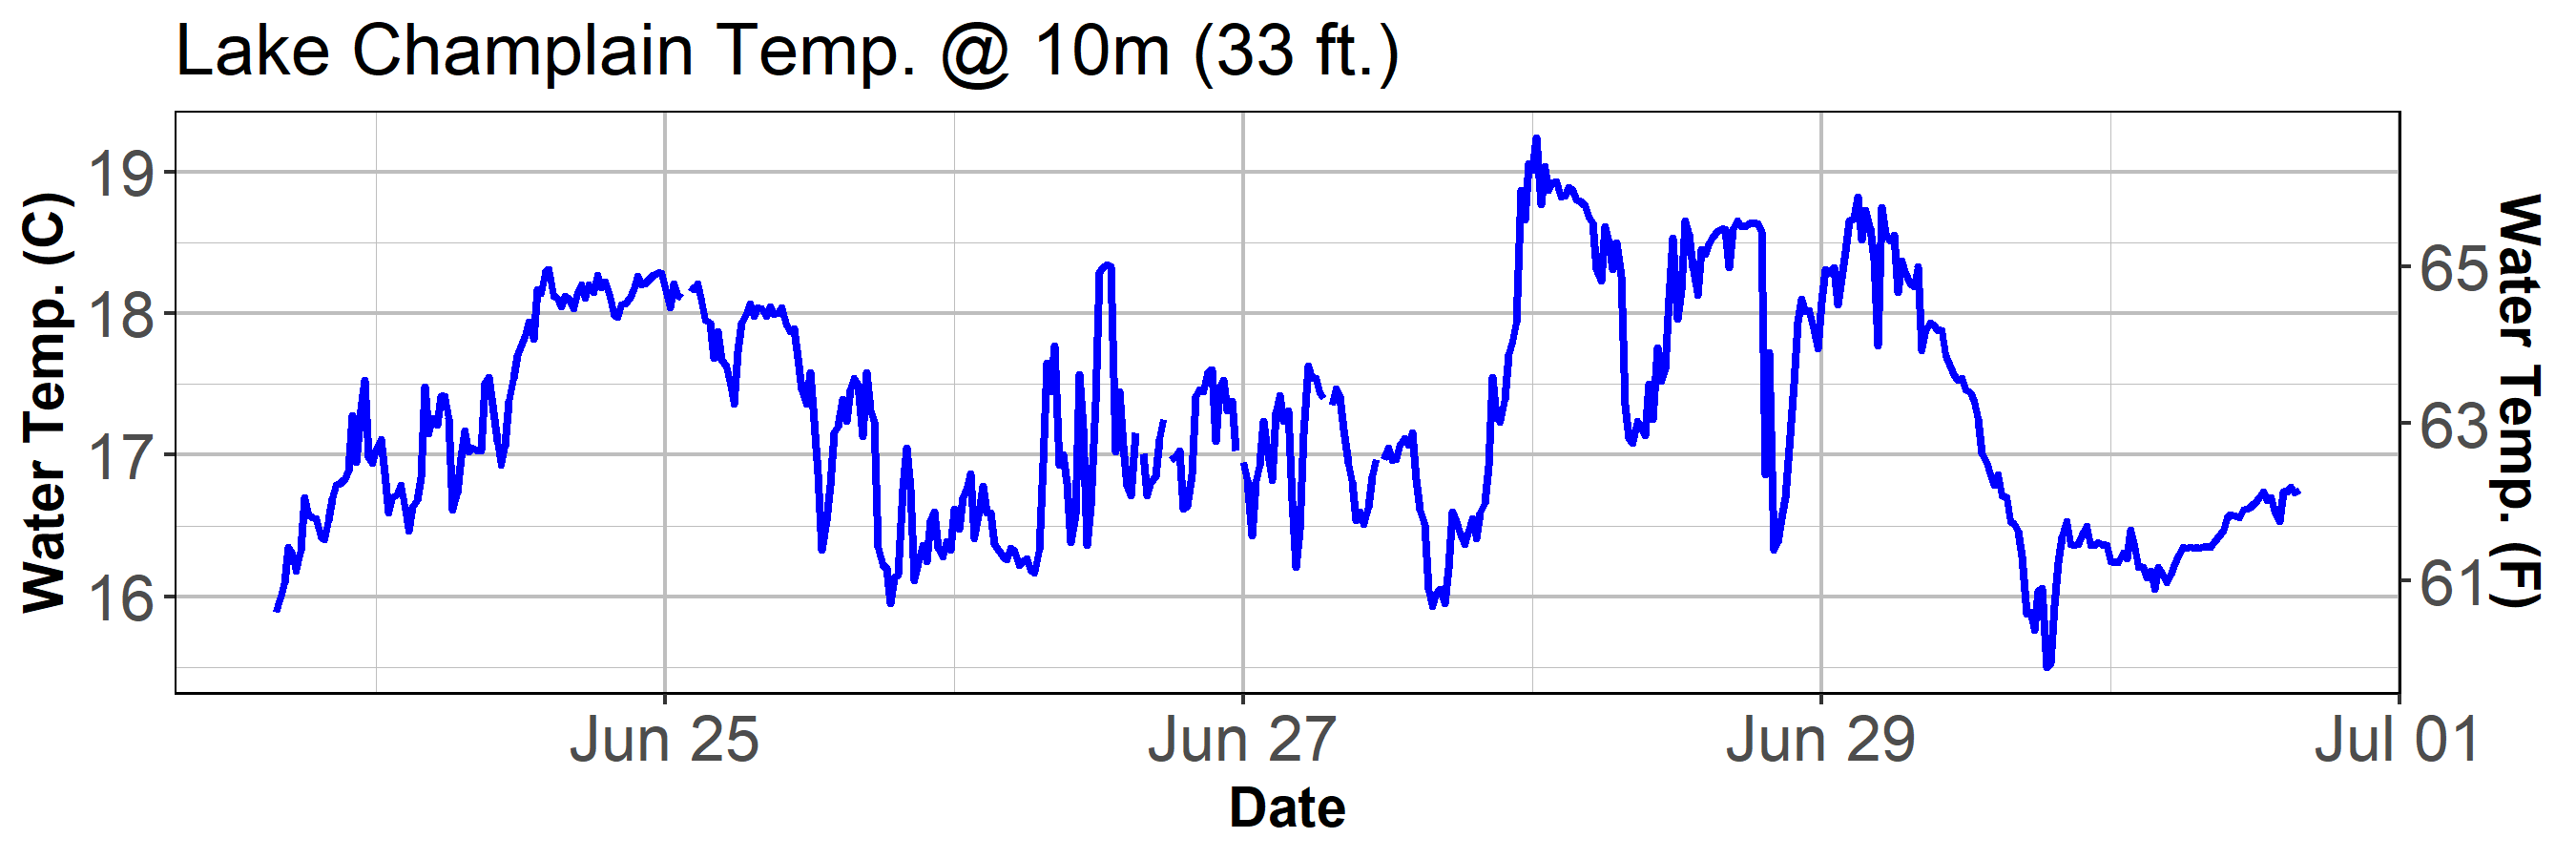 Lake Champlain Temp. @ 10m (33 ft.)
Water Temp. (C)
19
18
17
16
65
63
61
Water Temp. (F)
Jun 25
Jun 27
Jun 29
Jul 01
Date